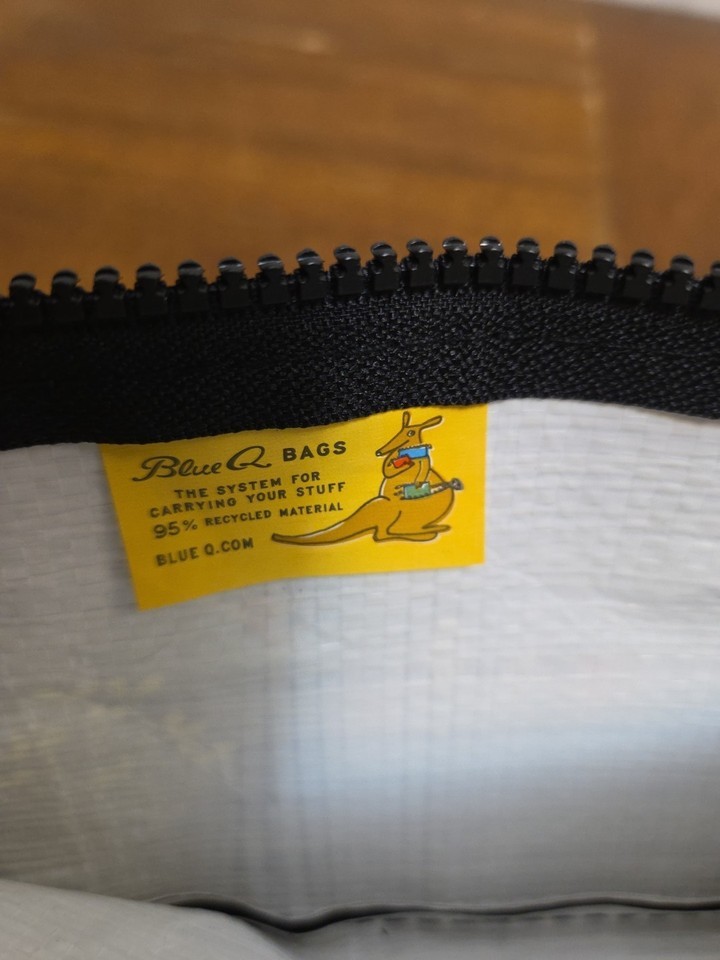 Blue Q BAGS
THE SYSTEM FOR
CARRYING YOUR STUFF
95% RECYCLED MATERIAL
BLUE Q.COM